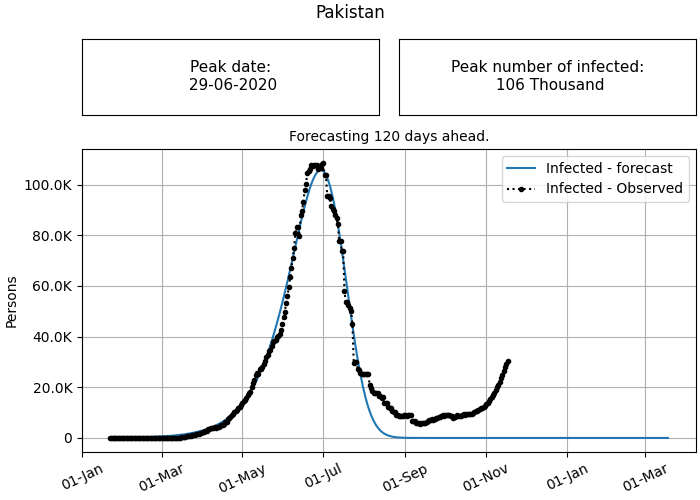 Pakistan
Peak date:
29-06-2020
Peak number of infected:
106 Thousand
Forecasting 120 days ahead.
Infected - forecast
Infected - Observed
Persons
100.0K
80.0K
60.0K
40.0K
20.0K
0
01-Jan
01-Mar
01-May
01-Jul
01-Sep
01-Nov
01-Jan
01-Mar